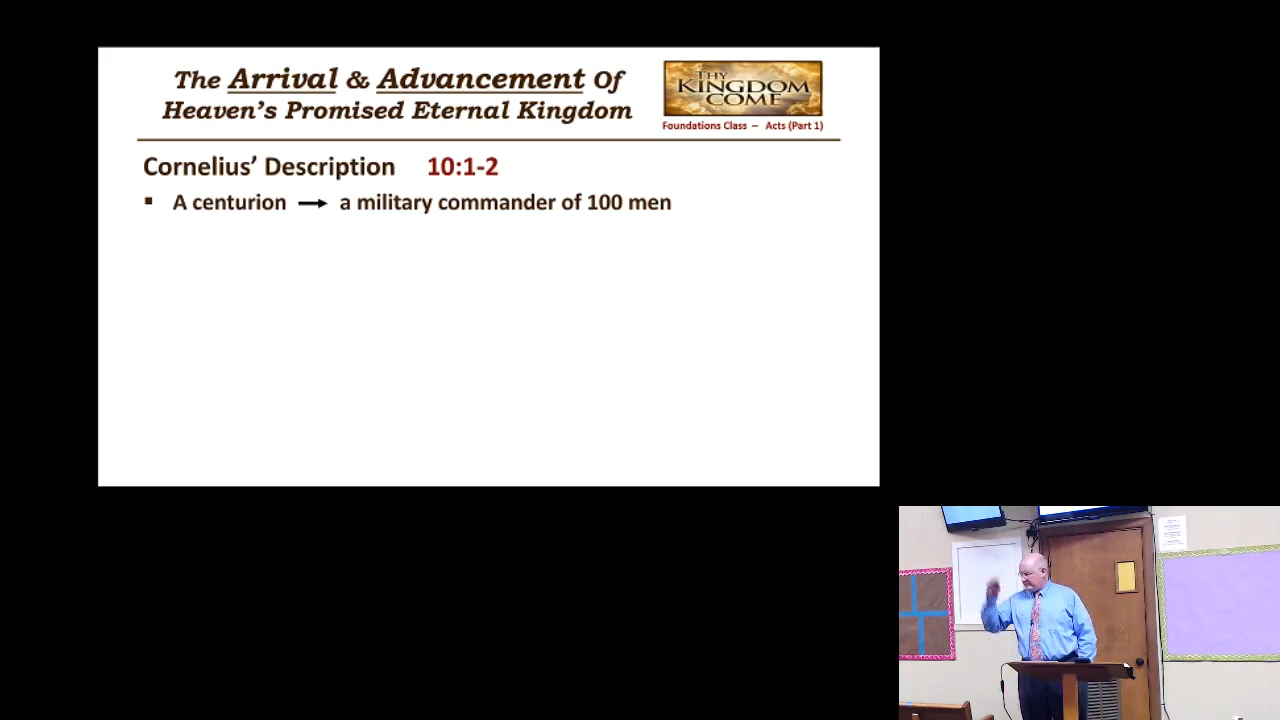 The Arrival & Advancement Of
Heaven's Promised Eternal Kingdom
THY
KINGDOM
COME
Foundations Class – Acts (Part 1)
Cornelius' Description 10:1-2
▪ A centurion → a military commander of 100 men